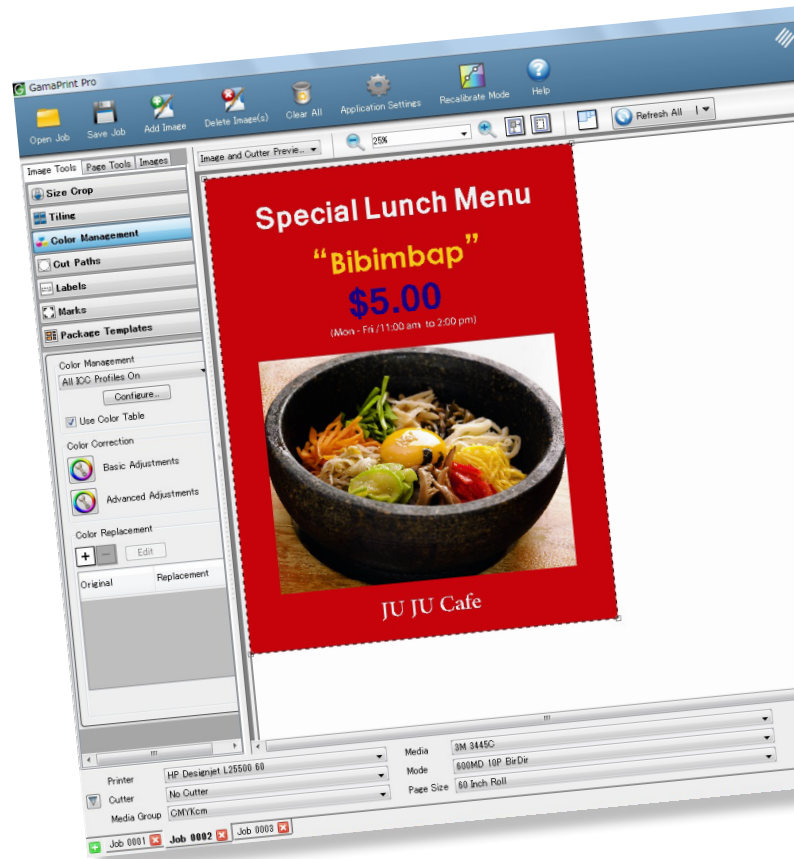 GamaPrint Pro
Open Job
Save Job
Add Image
Delete Image(s)
Clear All
Application Settings
Recalibrate Mode
Help
Image Tools
Page Tools
Images
Image and Cutter Previe...
25%
Refresh All
Size Crop
Tiling
Color Management
Cut Paths
Labels
Marks
Package Templates
Color Management
All ICC Profiles On
Configure...
Use Color Table
Color Correction
Basic Adjustments
Advanced Adjustments
Color Replacement
+ - Edit
Original
Replacement
Special Lunch Menu
“Bibimbap”
$5.00
(Mon - Fri /11:00 am to 2:00 pm)
JU JU Cafe
Printer
HP Designjet L25500 60
Cutter
No Cutter
Media Group
CMYKcm
Media
3M 3445C
Mode
600MD 10P BirDir
Page Size
60 Inch Roll
Job 0001
Job 0002
Job 0003